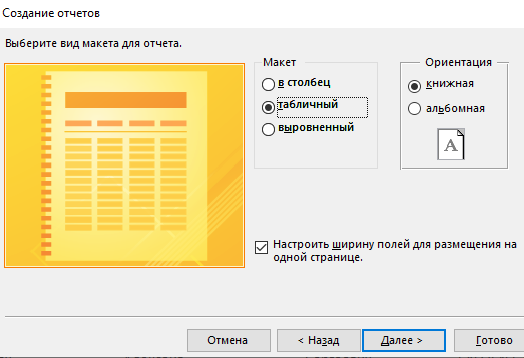 Создание отчетов
Выберите вид макета для отчета.
Макет
в столбец
табличный
выровненный
Ориентация
книжная
альбомная
A
Настроить ширину полей для размещения на
одной странице.
Отмена
< Назад
Далее >
Готово